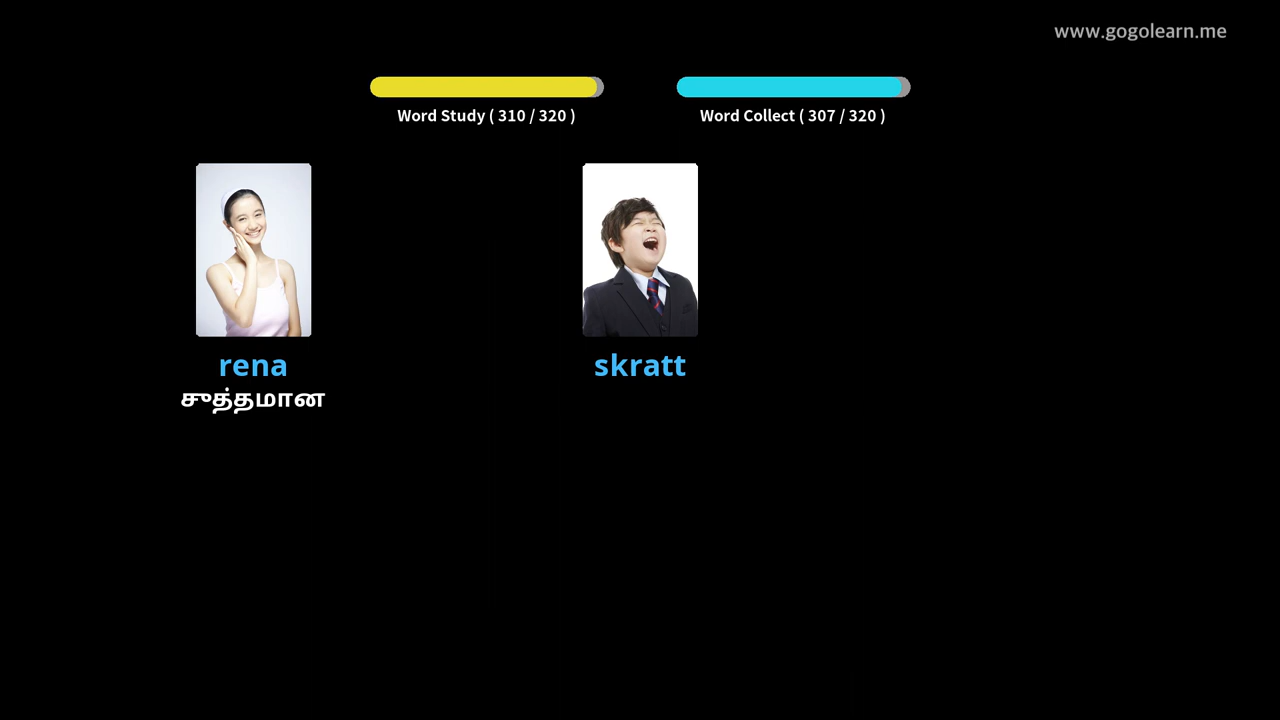 www.gogolearn.me
Word Study ( 310 / 320 )
Word Collect ( 307 / 320 )
rena
சுத்தமான
skratt